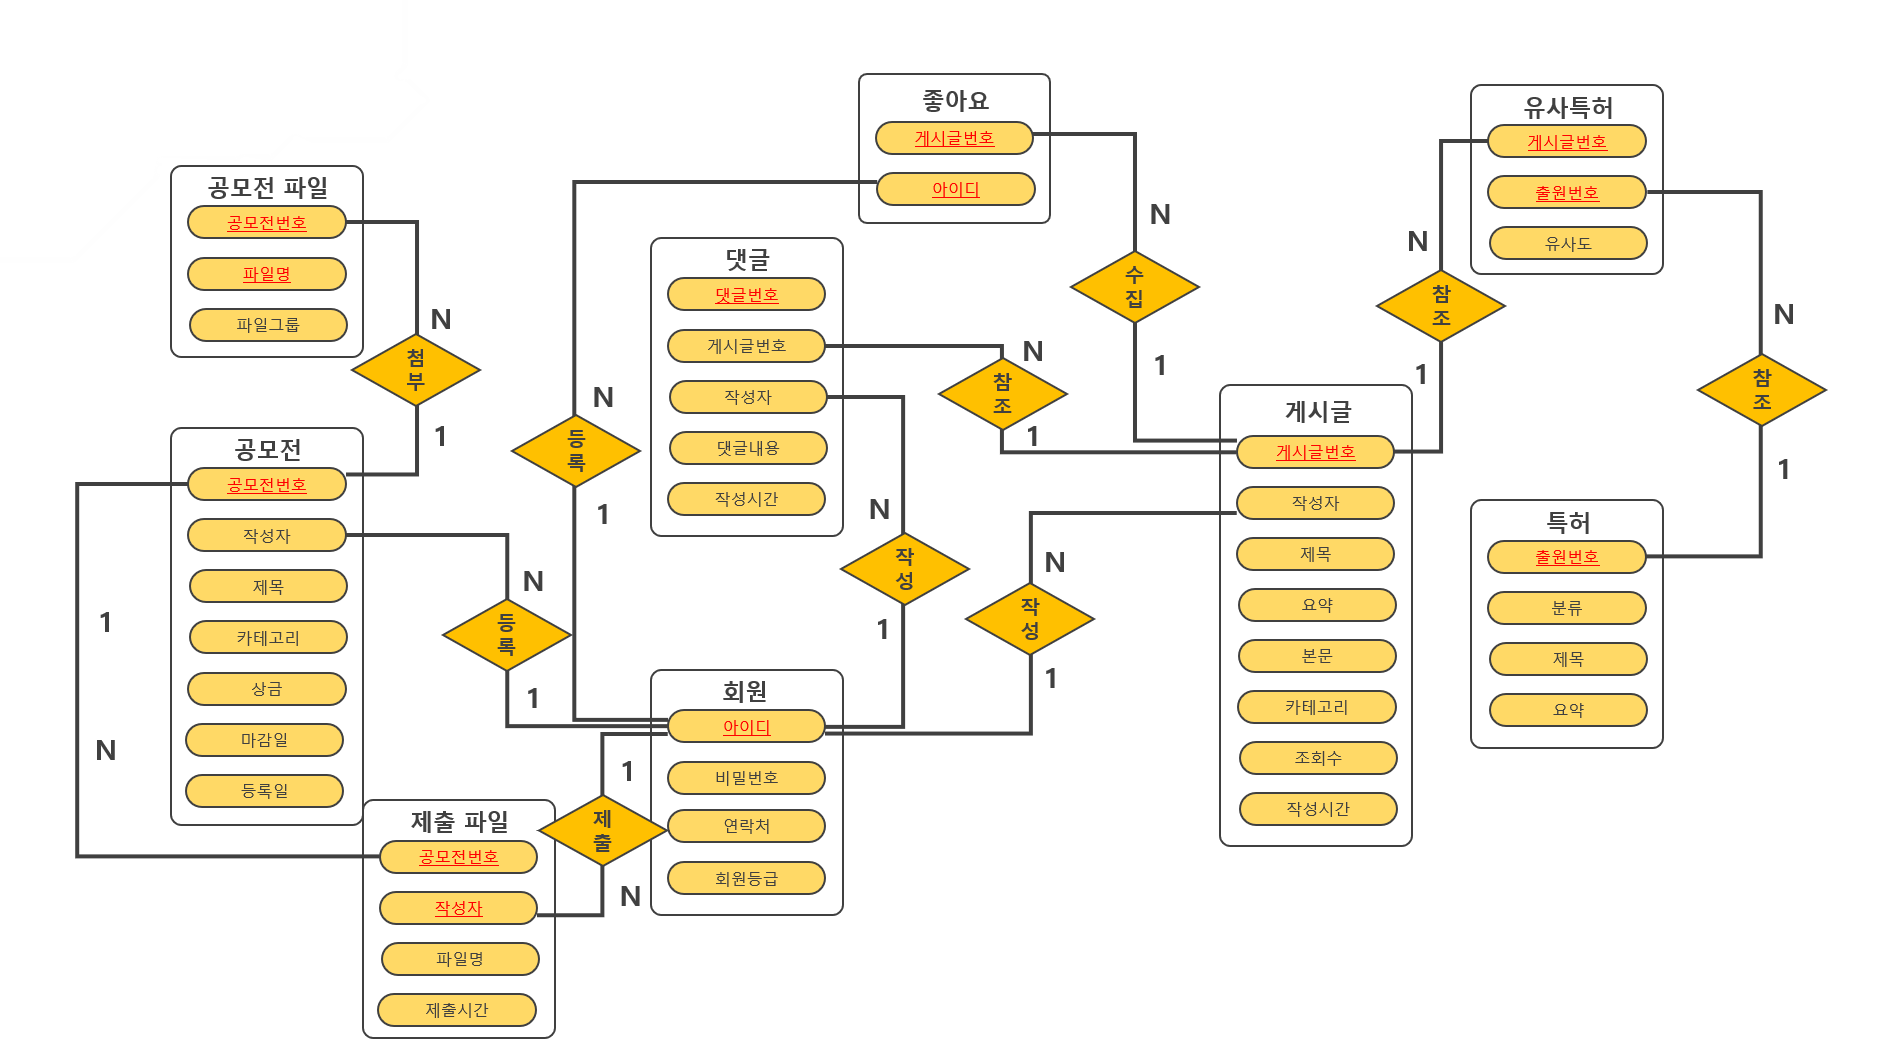 좋아요
게시글번호
아이디
유사특허
게시글번호
출원번호
유사도
공모전 파일
공모전번호
파일명
파일그룹
댓글
댓글번호
게시글번호
작성자
댓글내용
작성시간
N
수
집
1
N
참
조
1
N
참
조
1
N
첨
부
1
N
등
록
1
N
참
조
1
공모전
공모전번호
작성자
제목
카테고리
상금
마감일
등록일
N
등
록
1
N
작
성
1
N
작
성
1
게시글
게시글번호
작성자
제목
요약
본문
카테고리
조회수
작성시간
특허
출원번호
분류
제목
요약
1
N
회원
아이디
비밀번호
연락처
회원등급
1
제
출
N
제출 파일
공모전번호
작성자
파일명
제출시간